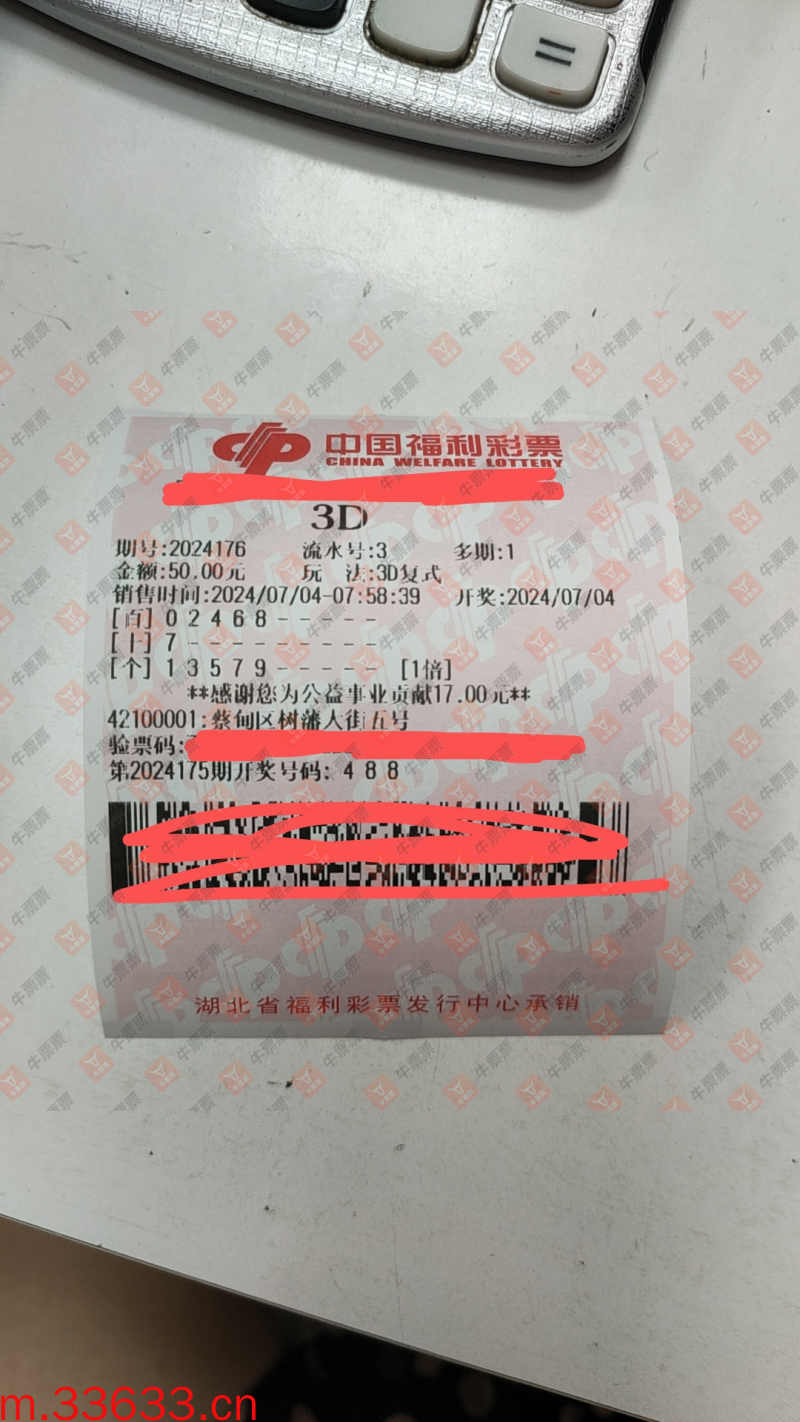 =
中国福利彩票
CHINA WELFARE LOTTERY
3D
期号:2024176 流水号:3 多期:1
金额:50.00元 玩 法:3D复式
销售时间:2024/07/04-07:58:39 开奖:2024/07/04
[百] 0 2 4 6 8 - - - - -
[十] 7 - - - - - - - - -
[个] 1 3 5 7 9 - - - - - [1倍]
**感谢您为公益事业贡献17.00元**
42100001:蔡甸区树藩大街五号
验票码:
第2024175期开奖号码: 4 8 8
湖北省福利彩票发行中心承销
牛票票
m.33633.cn